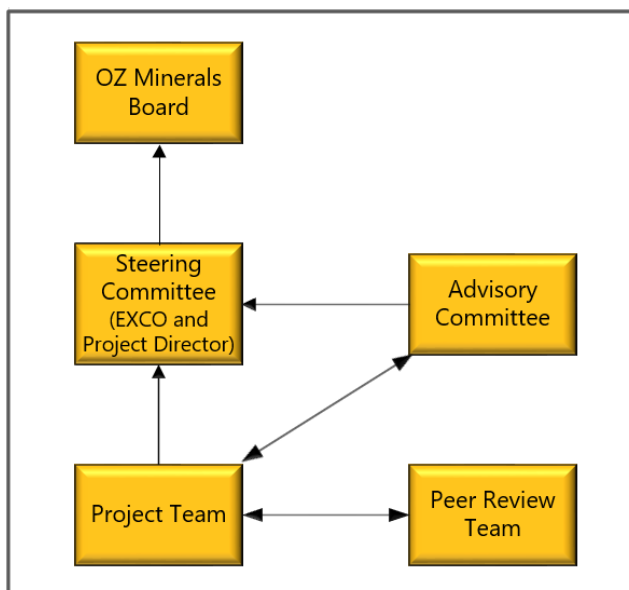 OZ Minerals
Board
Steering
Committee
(EXCO and
Project Director)
Advisory
Committee
Project Team
Peer Review
Team